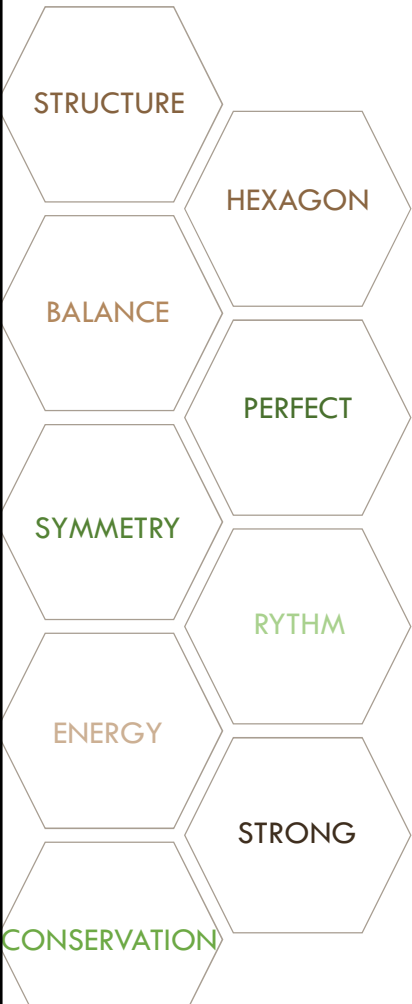 STRUCTURE
HEXAGON
BALANCE
PERFECT
SYMMETRY
RYTHM
ENERGY
STRONG
CONSERVATION